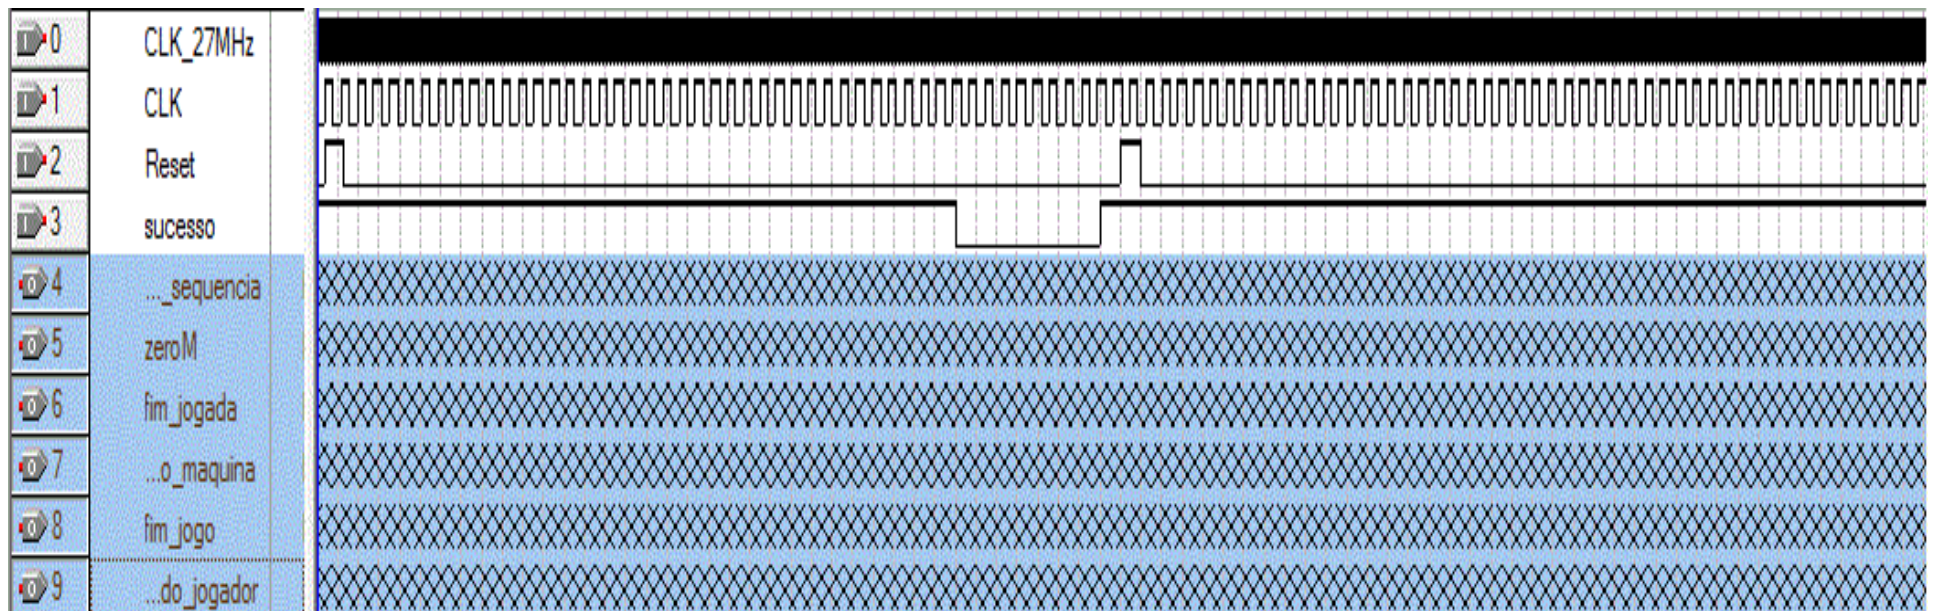 0 CLK_27MHz
1 CLK
2 Reset
3 sucesso
4 ..._sequencia
5 zeroM
6 fim_jogada
7 ...o_maquina
8 fim_jogo
9 ...do_jogador